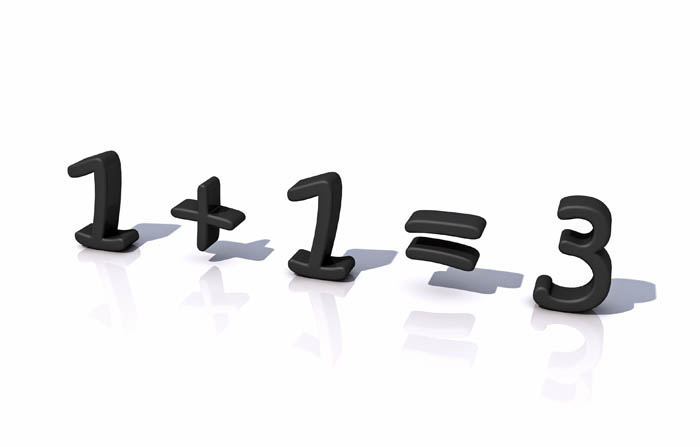 1 + 1 = 3